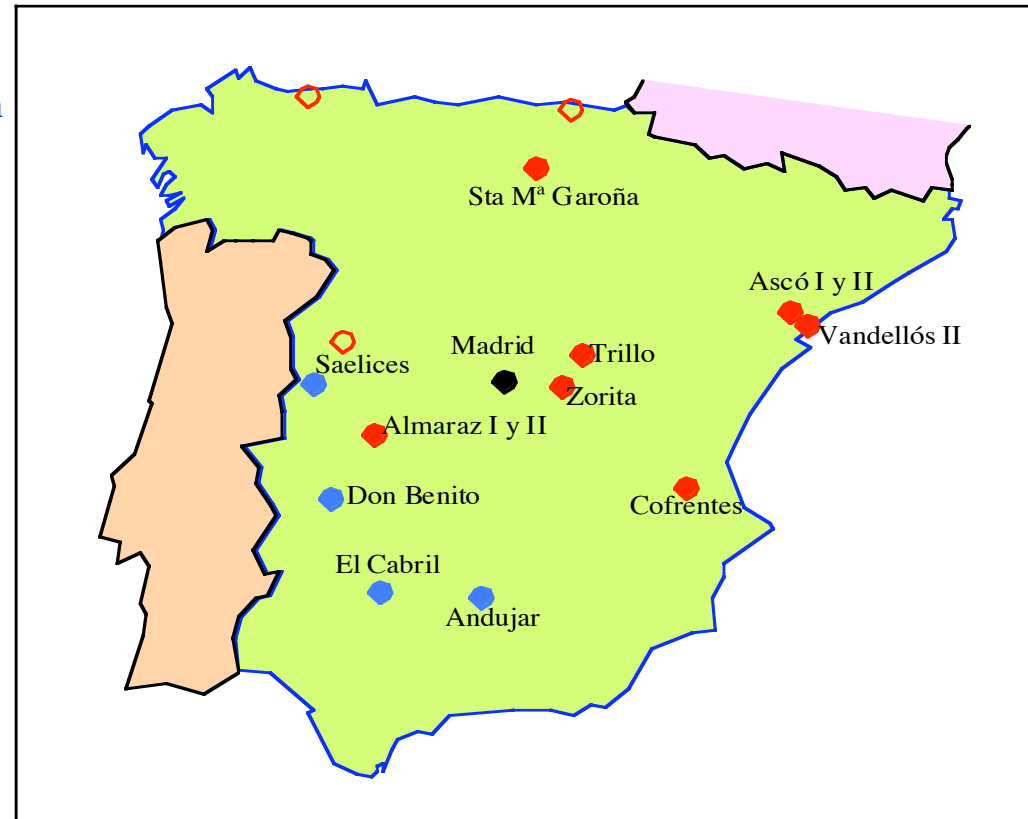 Sta Mª Garoña
Ascó I y II
Vandellós II
Madrid
Trillo
Saelices
Zorita
Almaraz I y II
Don Benito
Cofrentes
El Cabril
Andujar